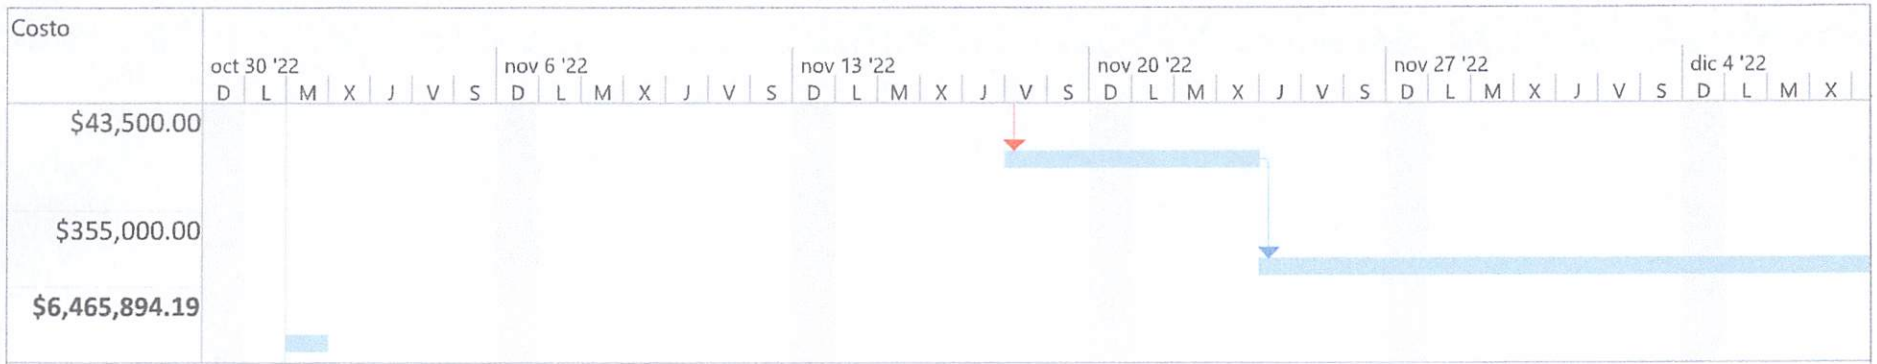 Costo
oct 30 '22 nov 6 '22 nov 13 '22 nov 20 '22 nov 27 '22 dic 4 '22
D L M X J V S D L M X J V S D L M X J V S D L M X J V S D L M X J V S D L M X
$43,500.00
$355,000.00
$6,465,894.19